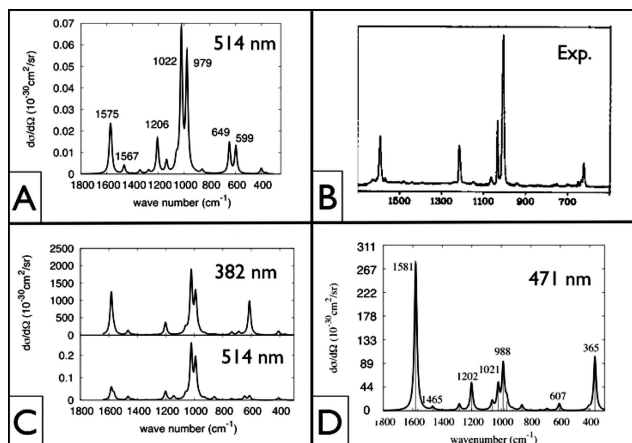 0.07
0.06
0.05
0.04
0.03
0.02
0.01
0
dσ/dΩ (10⁻³⁰cm²/sr)
514 nm
1022
979
1575
1567
1206
649
599
1800 1600 1400 1200 1000 800 600 400
wave number (cm⁻¹)
A
Exp.
1500 1300 1100 900 700 500
B
2500
2000
1500
1000
500
0
382 nm
dσ/dΩ (10⁻³⁰cm²/sr)
0.2
0.1
0
514 nm
1800 1600 1400 1200 1000 800 600 400
wave number (cm⁻¹)
C
311
267
222
178
133
89
44
0
dσ/dΩ (10⁻³⁰cm²/sr)
471 nm
1581
1465
1202
1021
988
607
365
1800 1600 1400 1200 1000 800 600 400
wavenumber (cm⁻¹)
D